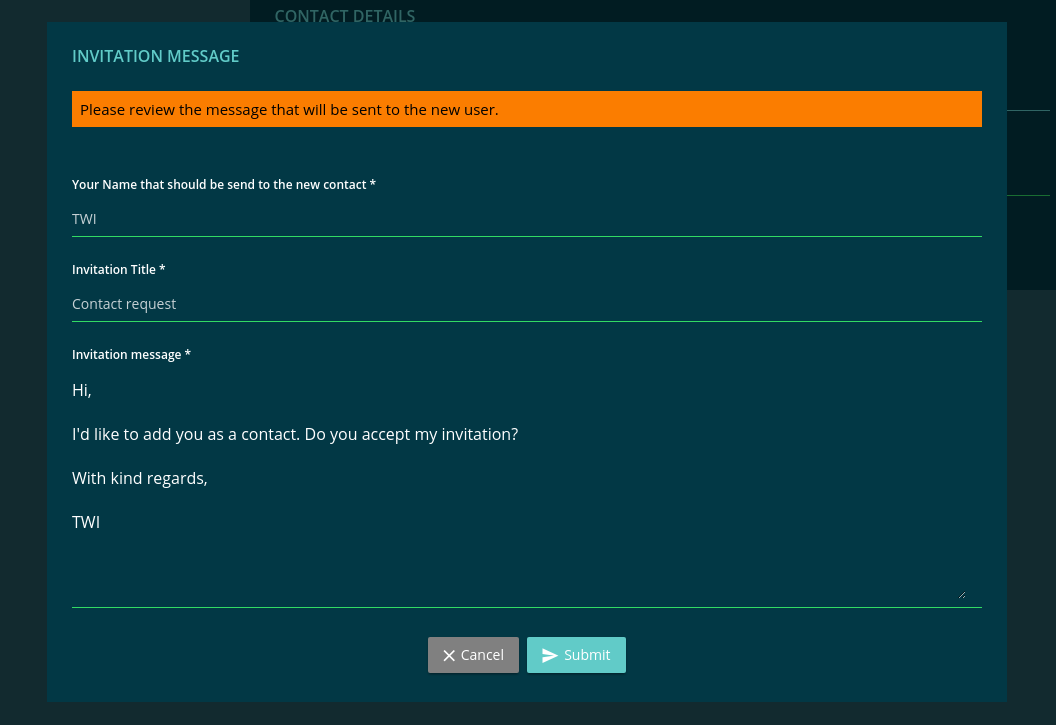 CONTACT DETAILS
INVITATION MESSAGE
Please review the message that will be sent to the new user.
Your Name that should be send to the new contact *
TWI
Invitation Title *
Contact request
Invitation message *
Hi,
I'd like to add you as a contact. Do you accept my invitation?
With kind regards,
TWI
Cancel
Submit